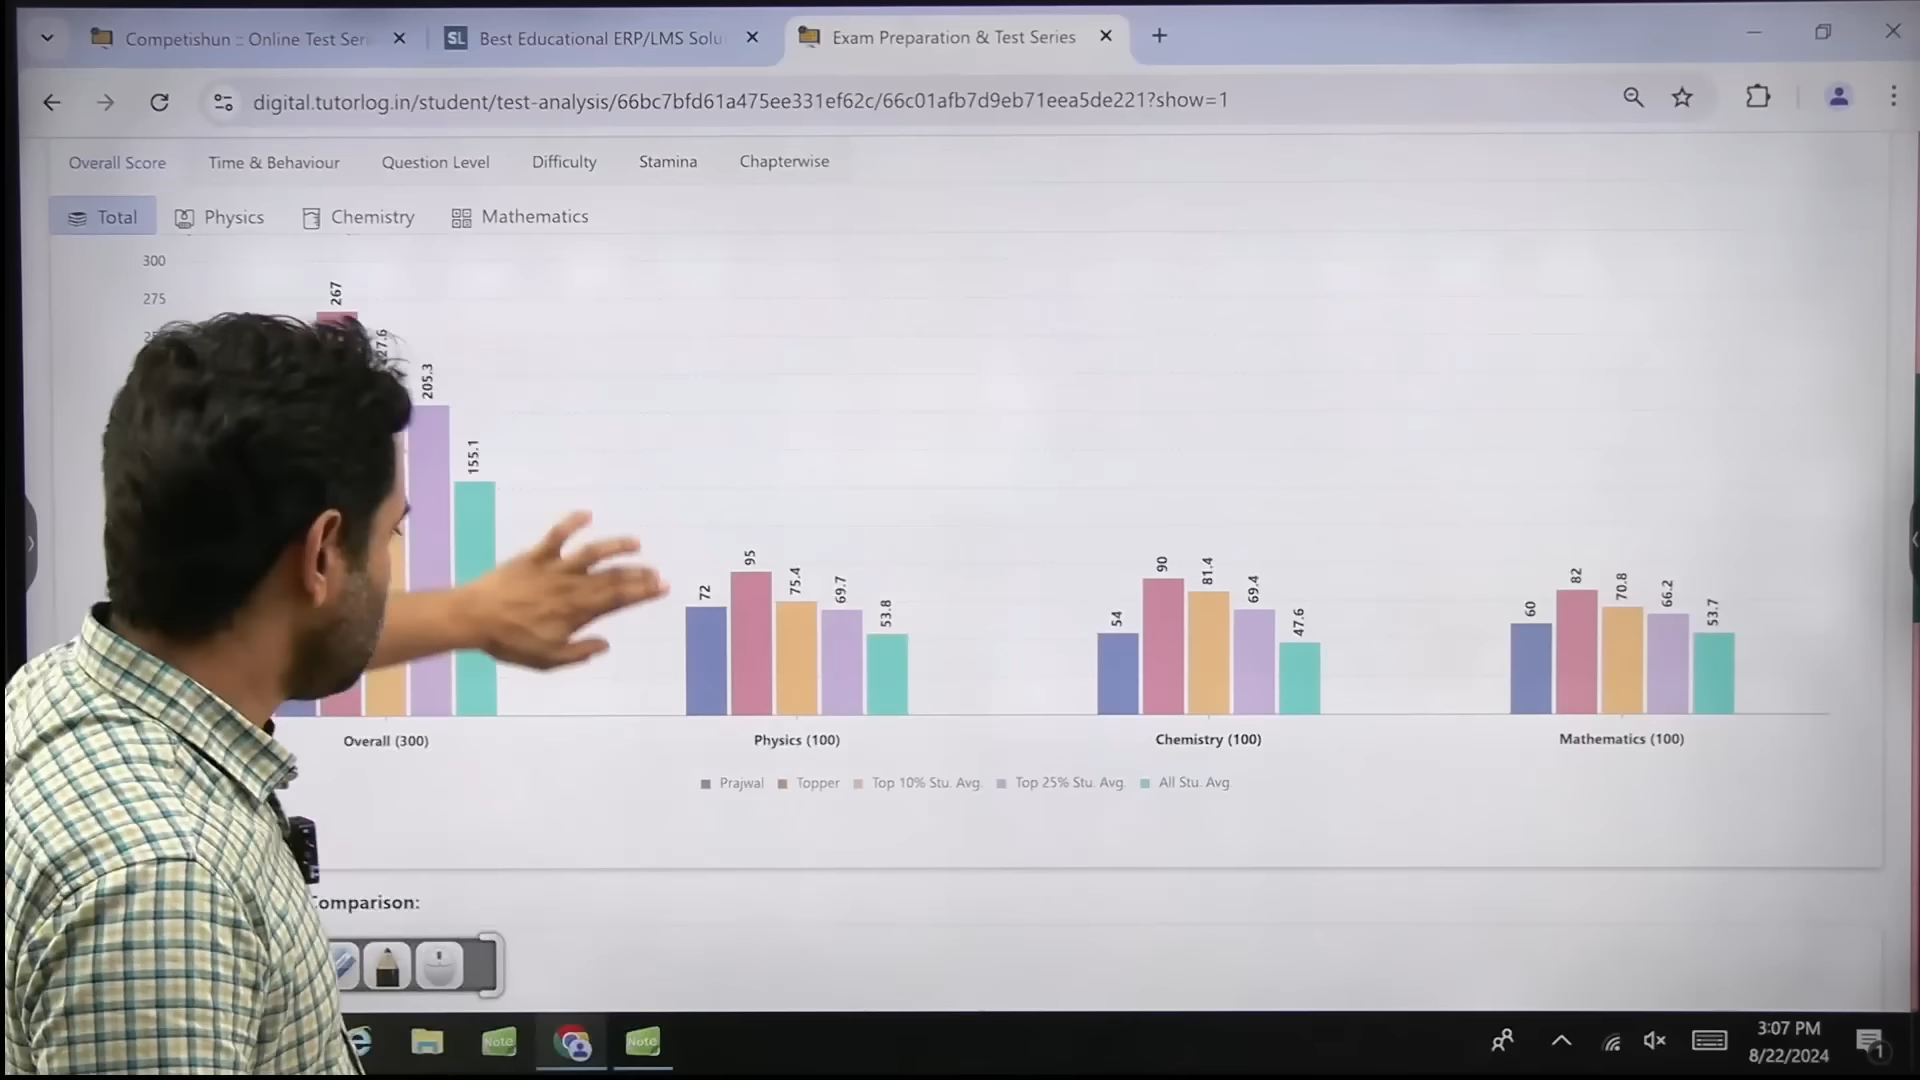 Competishun :: Online Test Ser
Best Educational ERP/LMS Solu
Exam Preparation & Test Series
digital.tutorlog.in/student/test-analysis/66bc7bfd61a475ee331ef62c/66c01afb7d9eb71eea5de221?show=1
Overall Score Time & Behaviour Question Level Difficulty Stamina Chapterwise
Total Physics Chemistry Mathematics
300
275
267
27.6
205.3
155.1
72 95 75.4 69.7 53.8
54 90 81.4 69.4 47.6
60 82 70.8 66.2 53.7
Overall (300) Physics (100) Chemistry (100) Mathematics (100)
Prajwal Topper Top 10% Stu. Avg. Top 25% Stu. Avg. All Stu. Avg.
omparison:
Note
Note
3:07 PM
8/22/2024
1